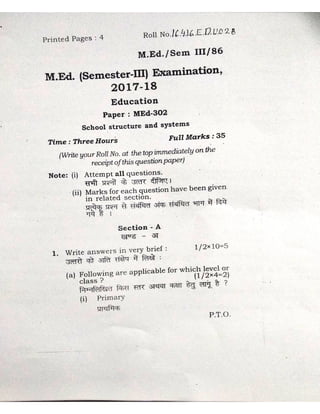 Printed Pages : 4
Roll No.
M.Ed./Sem III/86
M.Ed. (Semester-III) Examination,
2017-18
Education
Paper : MEd-302
School structure and systems
Time : Three Hours
Full Marks : 35
(Write your Roll No. at the top immediately on the
receipt of this question paper)
Note: (i) Attempt all questions.
सभी प्रश्नों के उत्तर दीजिए।
(ii) Marks for each question have been given
in related section.
प्रत्येक प्रश्न से संबंधित अंक संबंधित भाग में दिये
गये हैं ।
Section - A
खण्ड - अ
1. Write answers in very brief : 1/2×10=5
उत्तरों को अति संक्षेप में लिखें :
(a) Following are applicable for which level or
class ? (1/2×4=2)
निम्नलिखित किस स्तर अथवा कक्षा हेतु लागू है ?
(i) Primary
प्राथमिक
P.T.O.